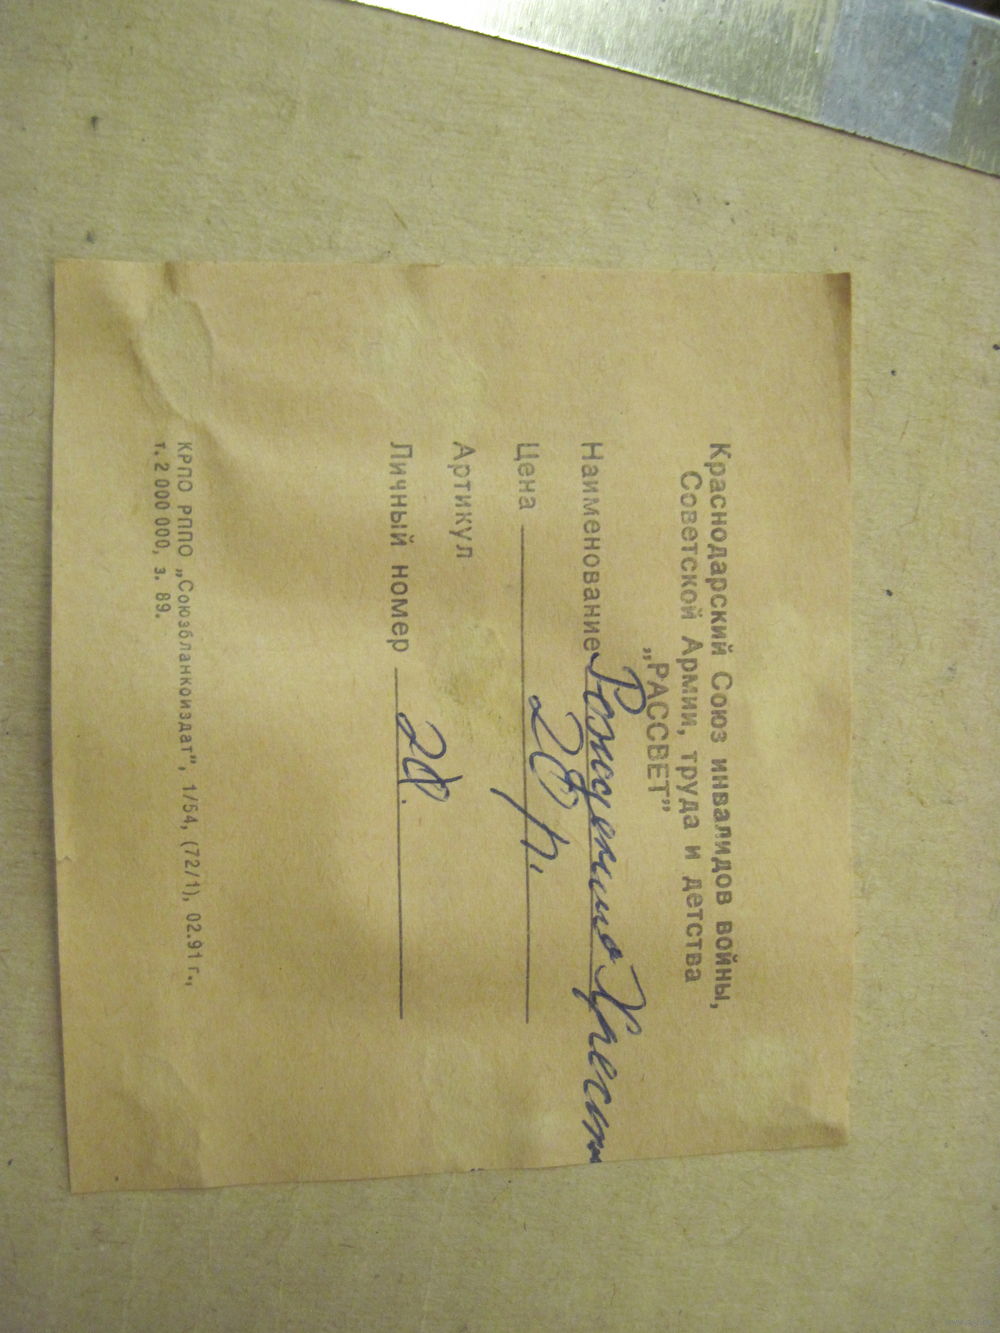 Краснодарский Союз инвалидов войны,
Советской Армии, труда и детства
„РАССВЕТ”
Наименование Рождение Христ
Цена 20 р.
Артикул
Личный номер 20.
КРПО РППО „Союзбланкоиздат", 1/54, (72/1), 02.91 г.,
т. 2 000 000, з. 89.